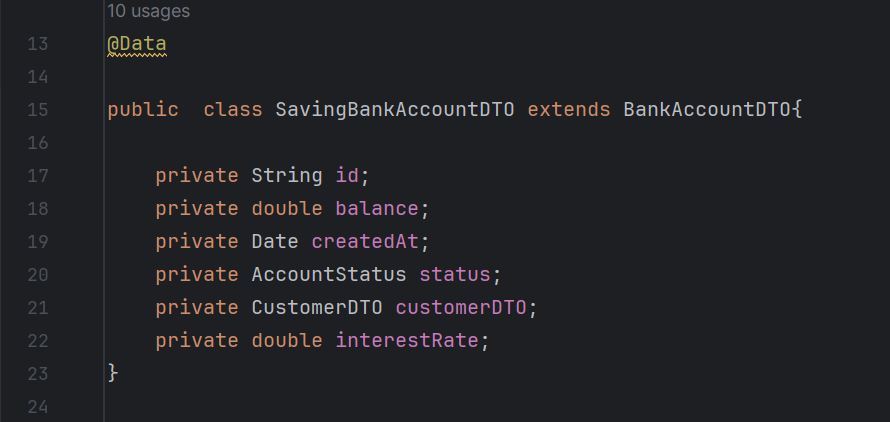 10 usages
13 @Data
14
15 public  class SavingBankAccountDTO extends BankAccountDTO{
16
17     private String id;
18     private double balance;
19     private Date createdAt;
20     private AccountStatus status;
21     private CustomerDTO customerDTO;
22     private double interestRate;
23 }
24